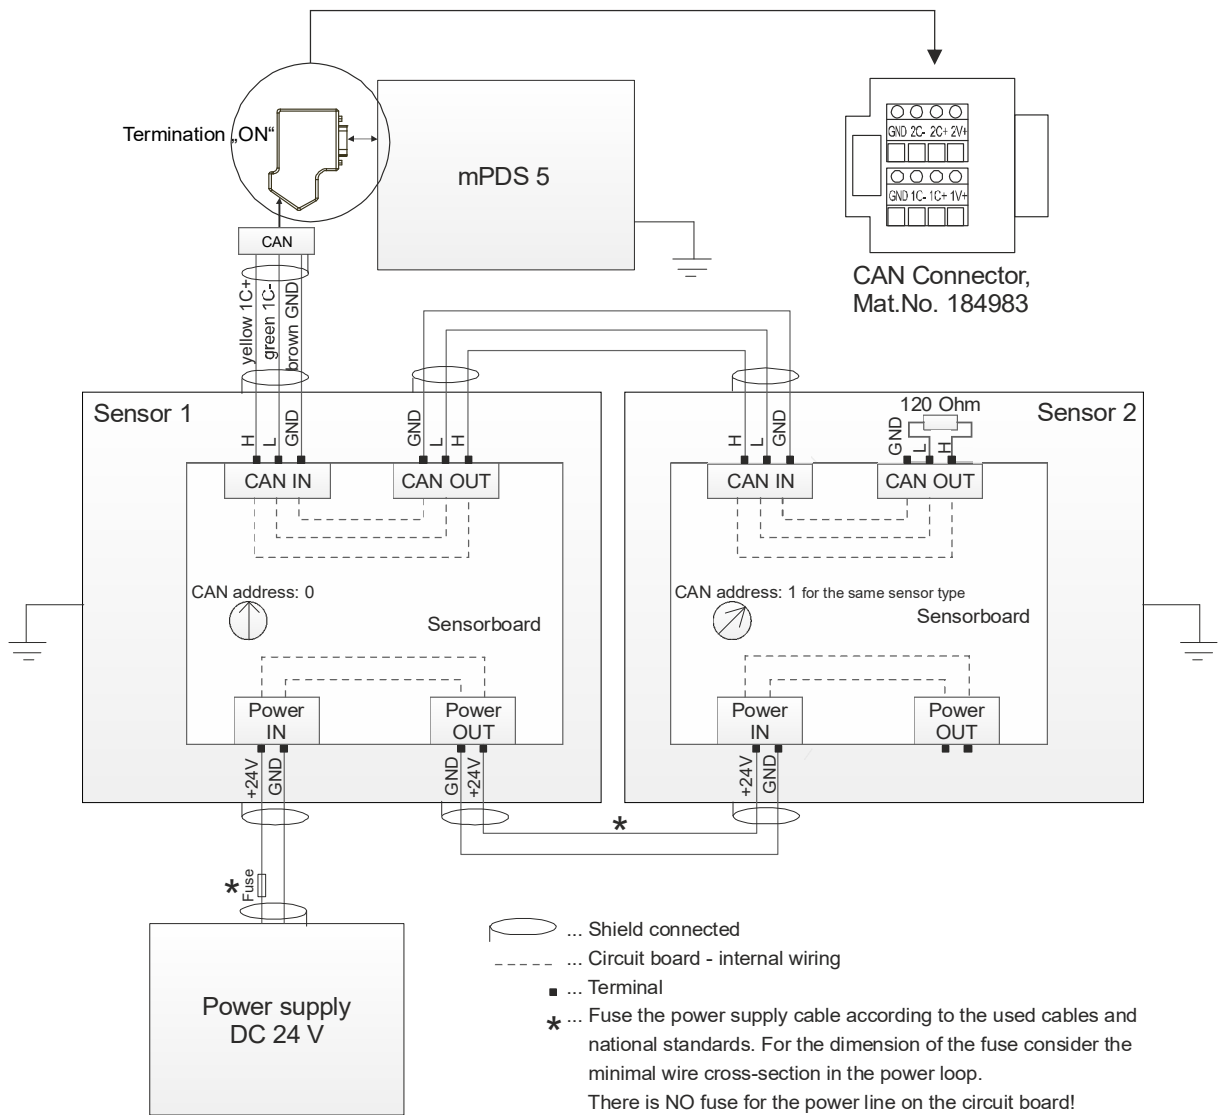 Termination „ON“
mPDS 5
GND 2C- 2C+ 2V+
GND 1C- 1C+ 1V+
CAN Connector,
Mat.No. 184983
CAN
yellow 1C+
green 1C-
brown GND
Sensor 1
H
L
GND
GND
L
H
CAN IN
CAN OUT
CAN address: 0
Sensorboard
Power
IN
Power
OUT
+24V
GND
GND
+24V
Sensor 2
120 Ohm
H
L
GND
GND
L
H
CAN IN
CAN OUT
CAN address: 1 for the same sensor type
Sensorboard
Power
IN
Power
OUT
+24V
GND
*
* Fuse
Power supply
DC 24 V
... Shield connected
... Circuit board - internal wiring
... Terminal
* ... Fuse the power supply cable according to the used cables and
national standards. For the dimension of the fuse consider the
minimal wire cross-section in the power loop.
There is NO fuse for the power line on the circuit board!